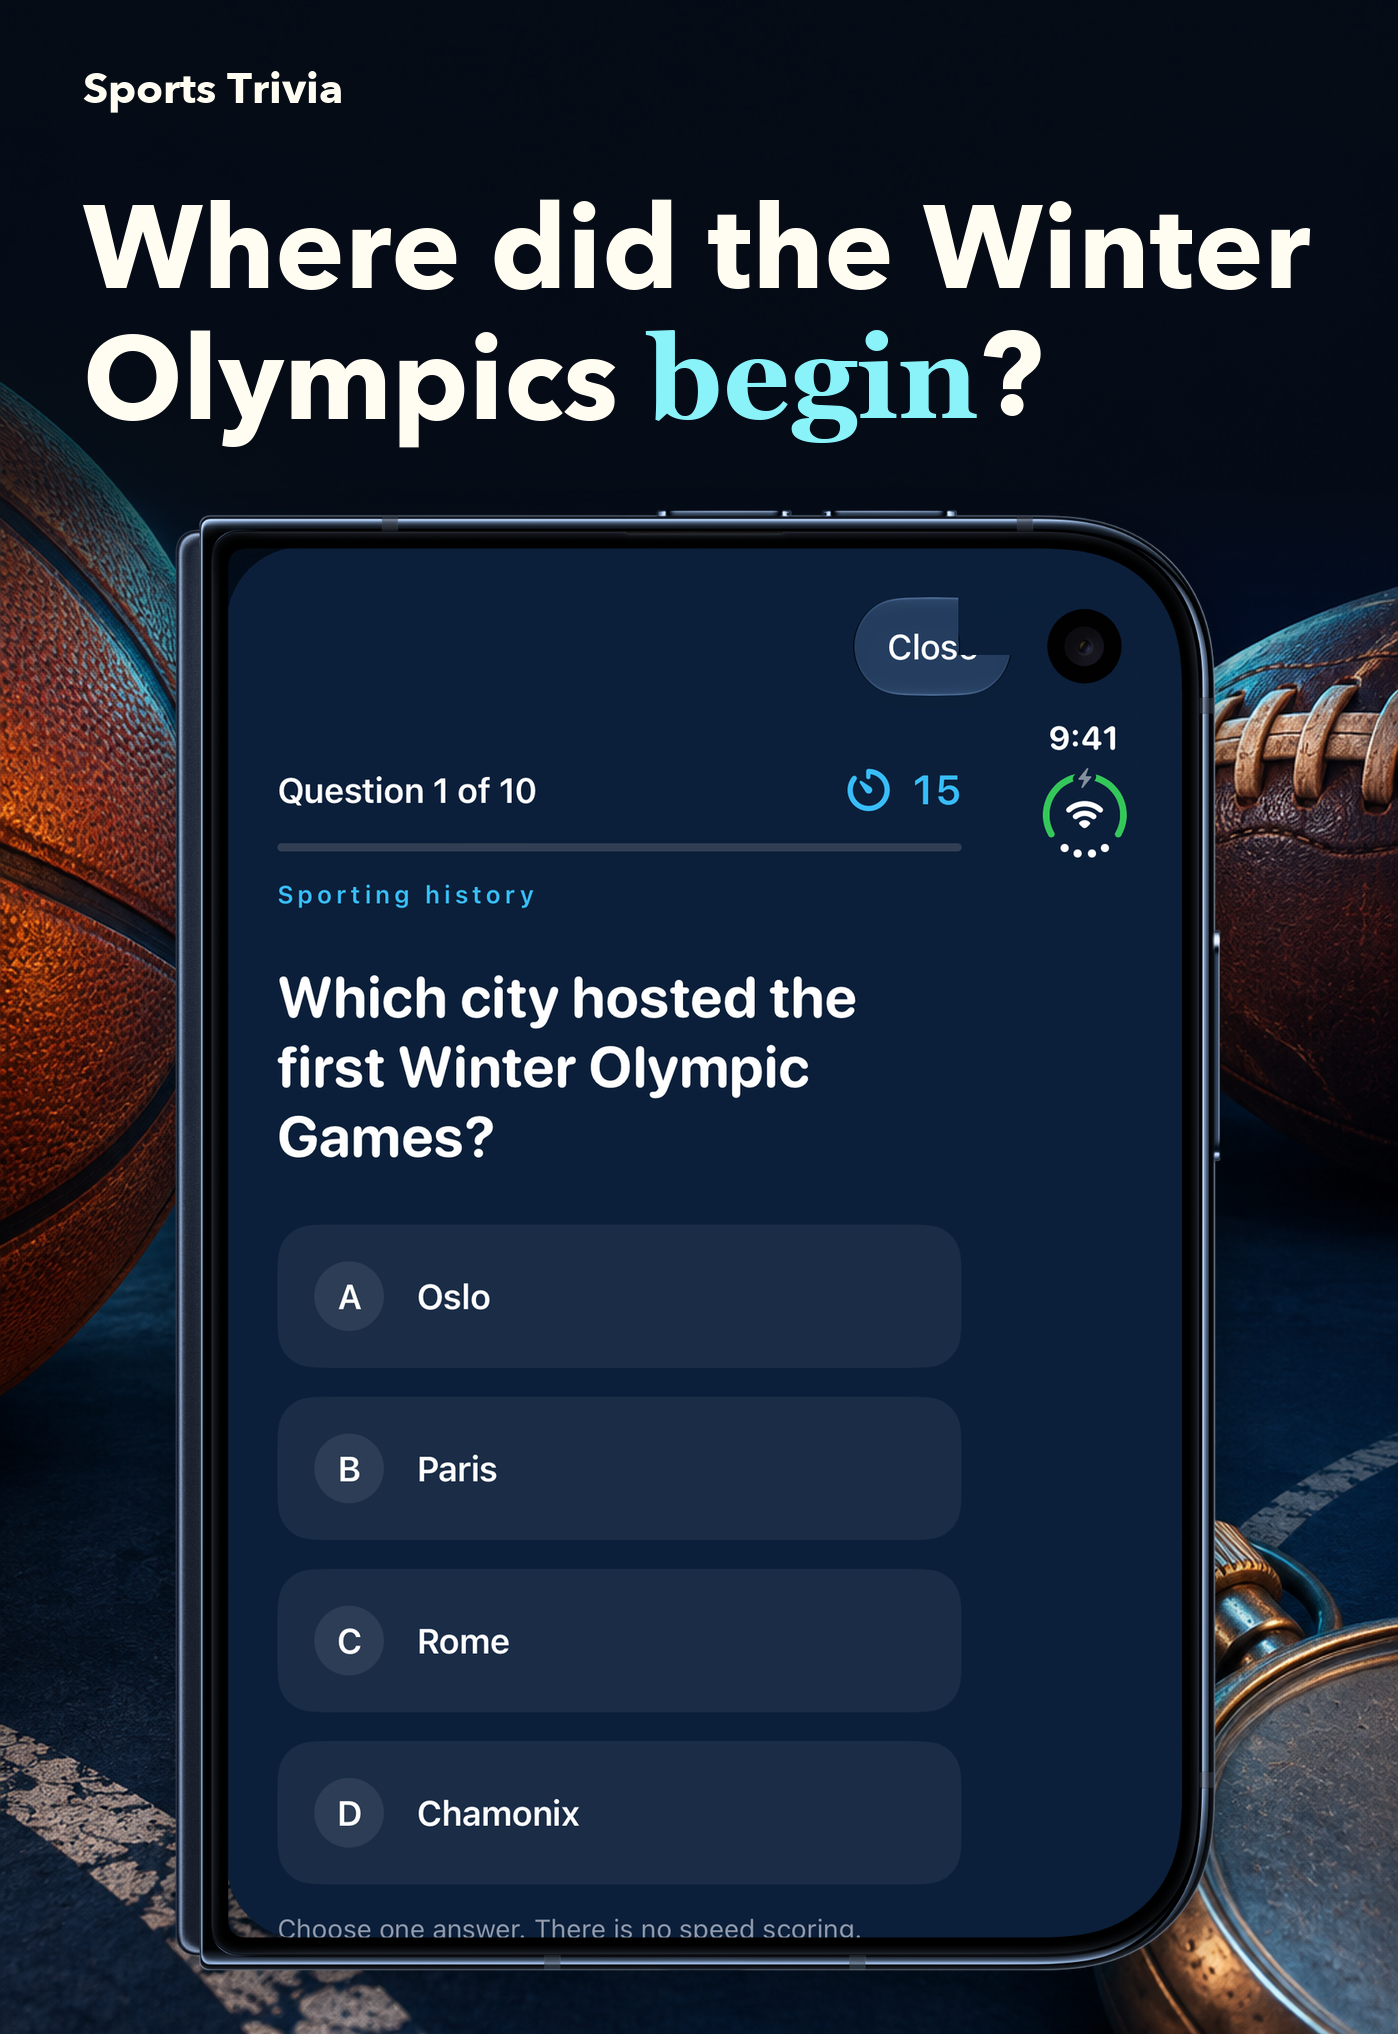 Sports Trivia
Where did the Winter
Olympics begin?
Close
9:41
Question 1 of 10
15
Sporting history
Which city hosted the
first Winter Olympic
Games?
A Oslo
B Paris
C Rome
D Chamonix
Choose one answer. There is no speed scoring.